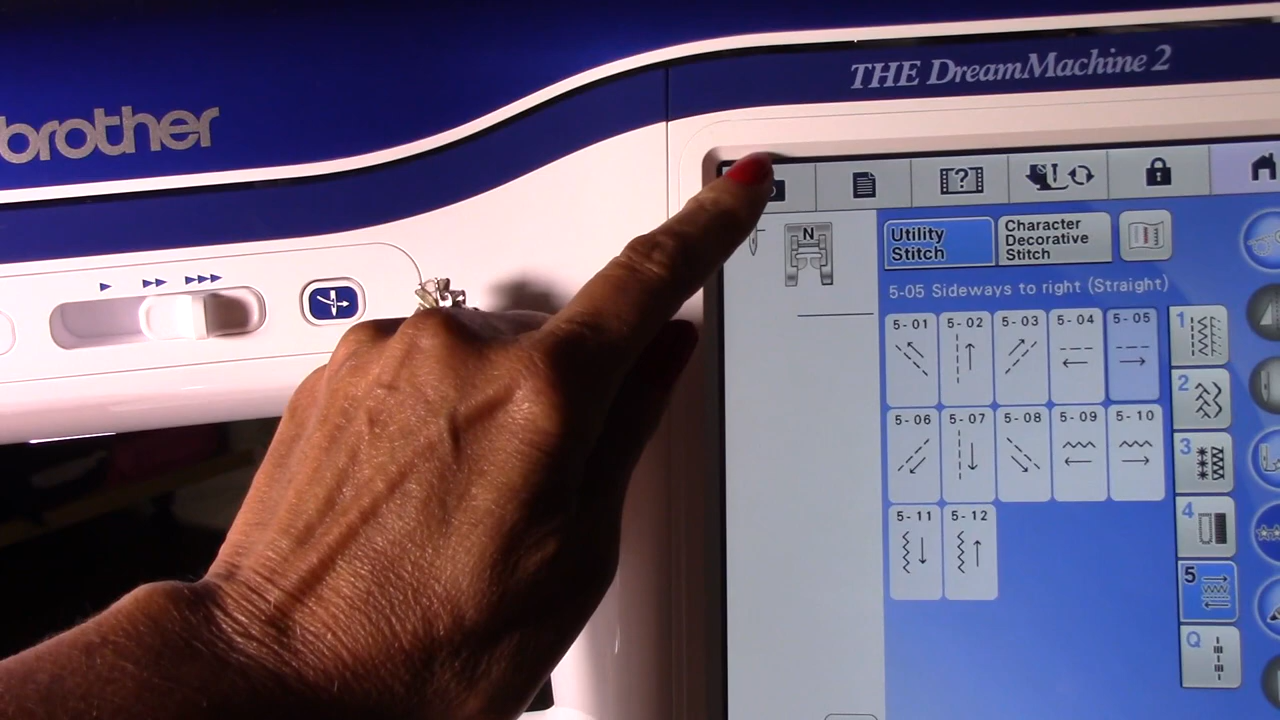 brother
THE DreamMachine 2
?
N
Utility
Stitch
Character
Decorative
Stitch
5-05 Sideways to right (Straight)
5-01 5-02 5-03 5-04 5-05
5-06 5-07 5-08 5-09 5-10
5-11 5-12
1
2
3
4
5
Q